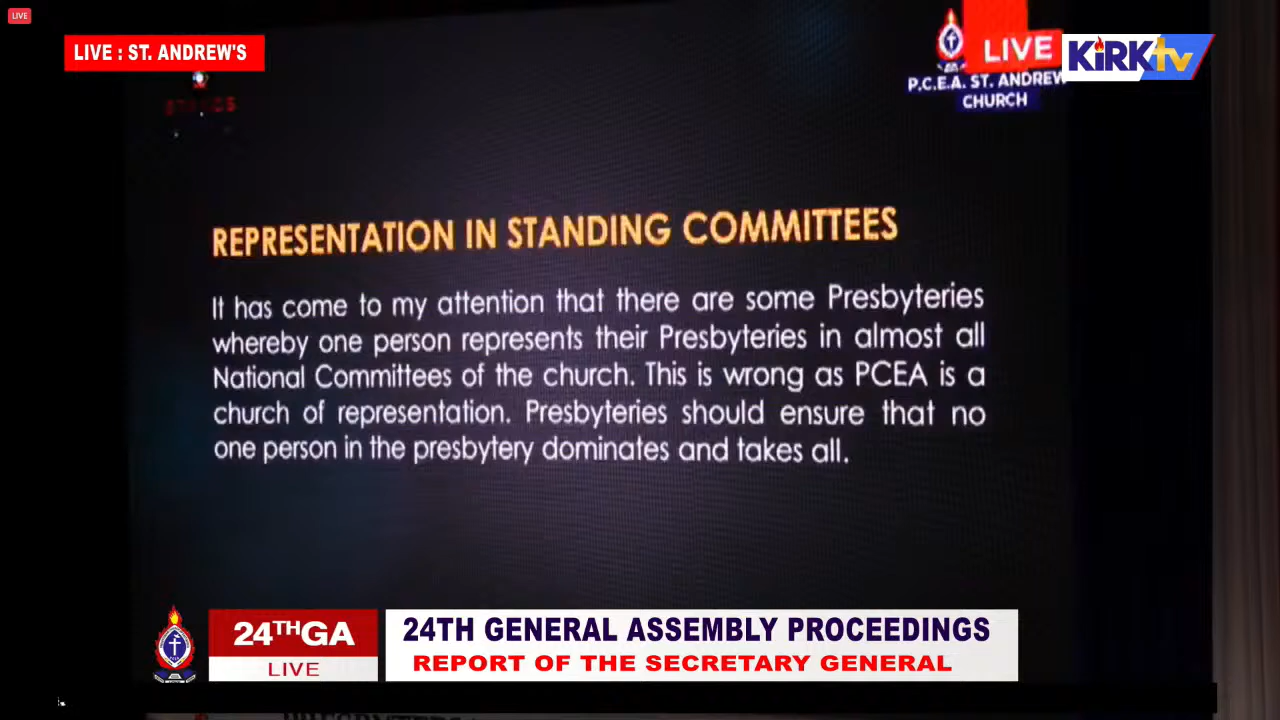 LIVE
LIVE : ST. ANDREW'S
LIVE
KiRKtv
P.C.E.A. ST. ANDREW
CHURCH
REPRESENTATION IN STANDING COMMITTEES
It has come to my attention that there are some Presbyteries
whereby one person represents their Presbyteries in almost all
National Committees of the church. This is wrong as PCEA is a
church of representation. Presbyteries should ensure that no
one person in the presbytery dominates and takes all.
24THGA
LIVE
24TH GENERAL ASSEMBLY PROCEEDINGS
REPORT OF THE SECRETARY GENERAL